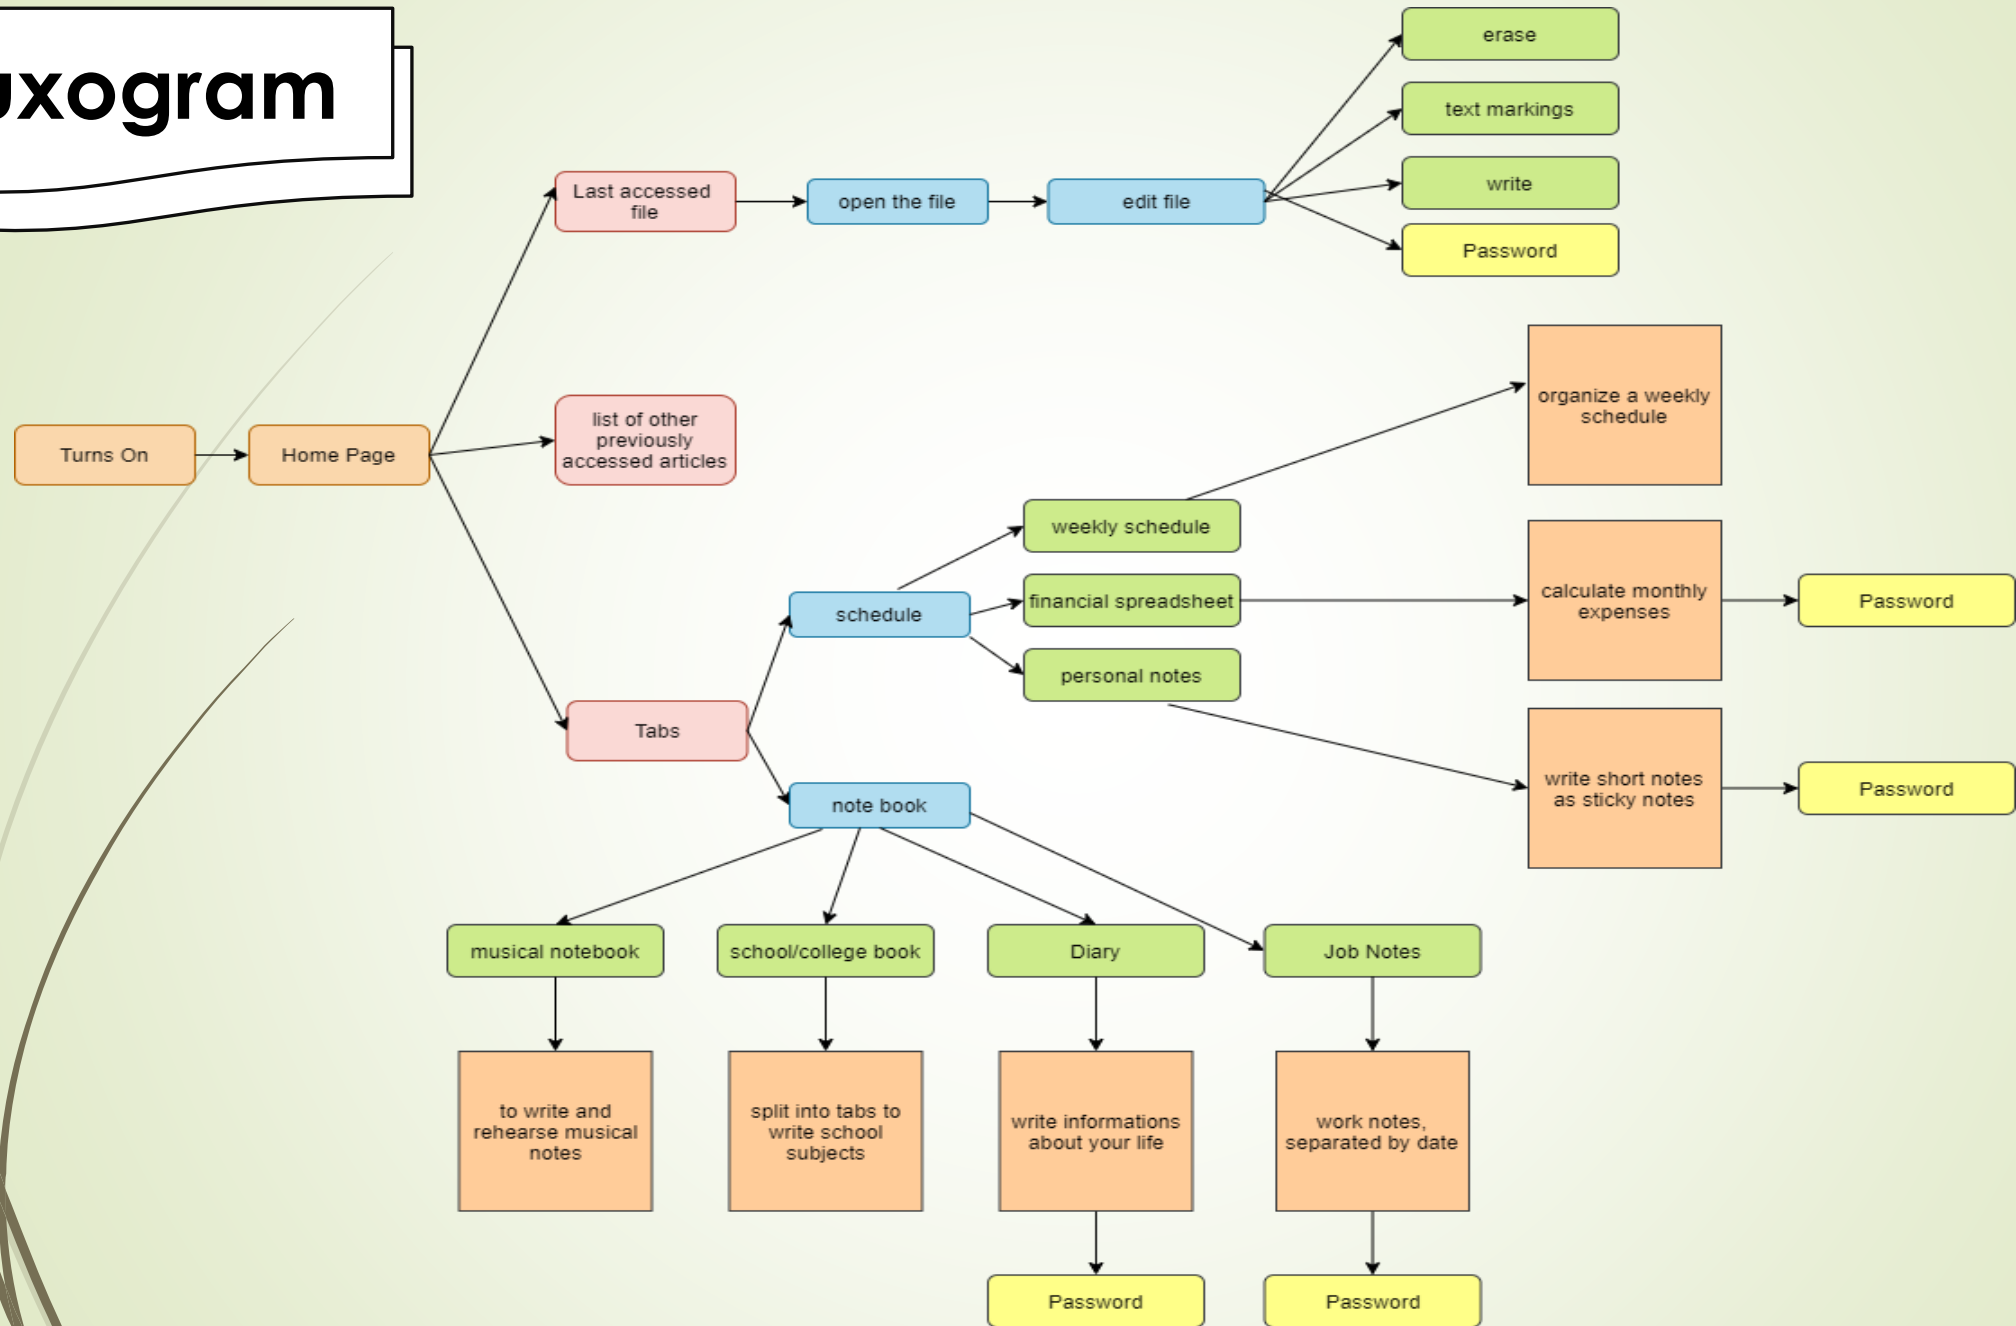 uxogram
erase
text markings
write
Password
Last accessed
file
open the file
edit file
list of other
previously
accessed articles
Turns On
Home Page
organize a weekly
schedule
weekly schedule
schedule
financial spreadsheet
calculate monthly
expenses
Password
personal notes
Tabs
write short notes
as sticky notes
Password
note book
musical notebook
school/college book
Diary
Job Notes
to write and
rehearse musical
notes
split into tabs to
write school
subjects
write informations
about your life
work notes,
separated by date
Password
Password